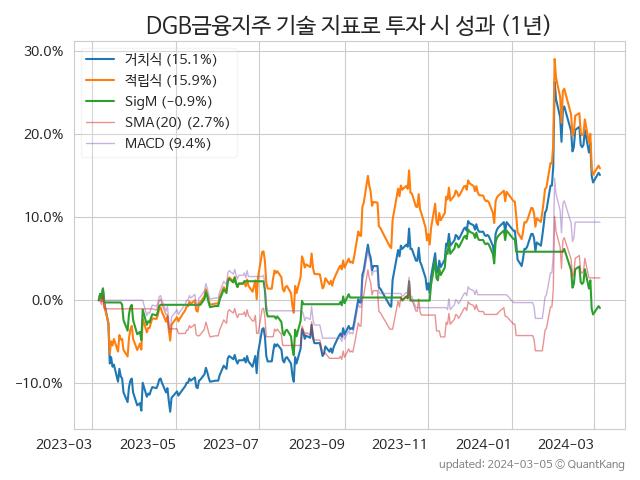 DGB금융지주 기술 지표로 투자 시 성과 (1년)
30.0%
20.0%
10.0%
0.0%
−10.0%
거치식 (15.1%)
적립식 (15.9%)
SigM (−0.9%)
SMA(20) (2.7%)
MACD (9.4%)
2023−03 2023−05 2023−07 2023−09 2023−11 2024−01 2024−03
updated: 2024-03-05 ⓒ QuantKang